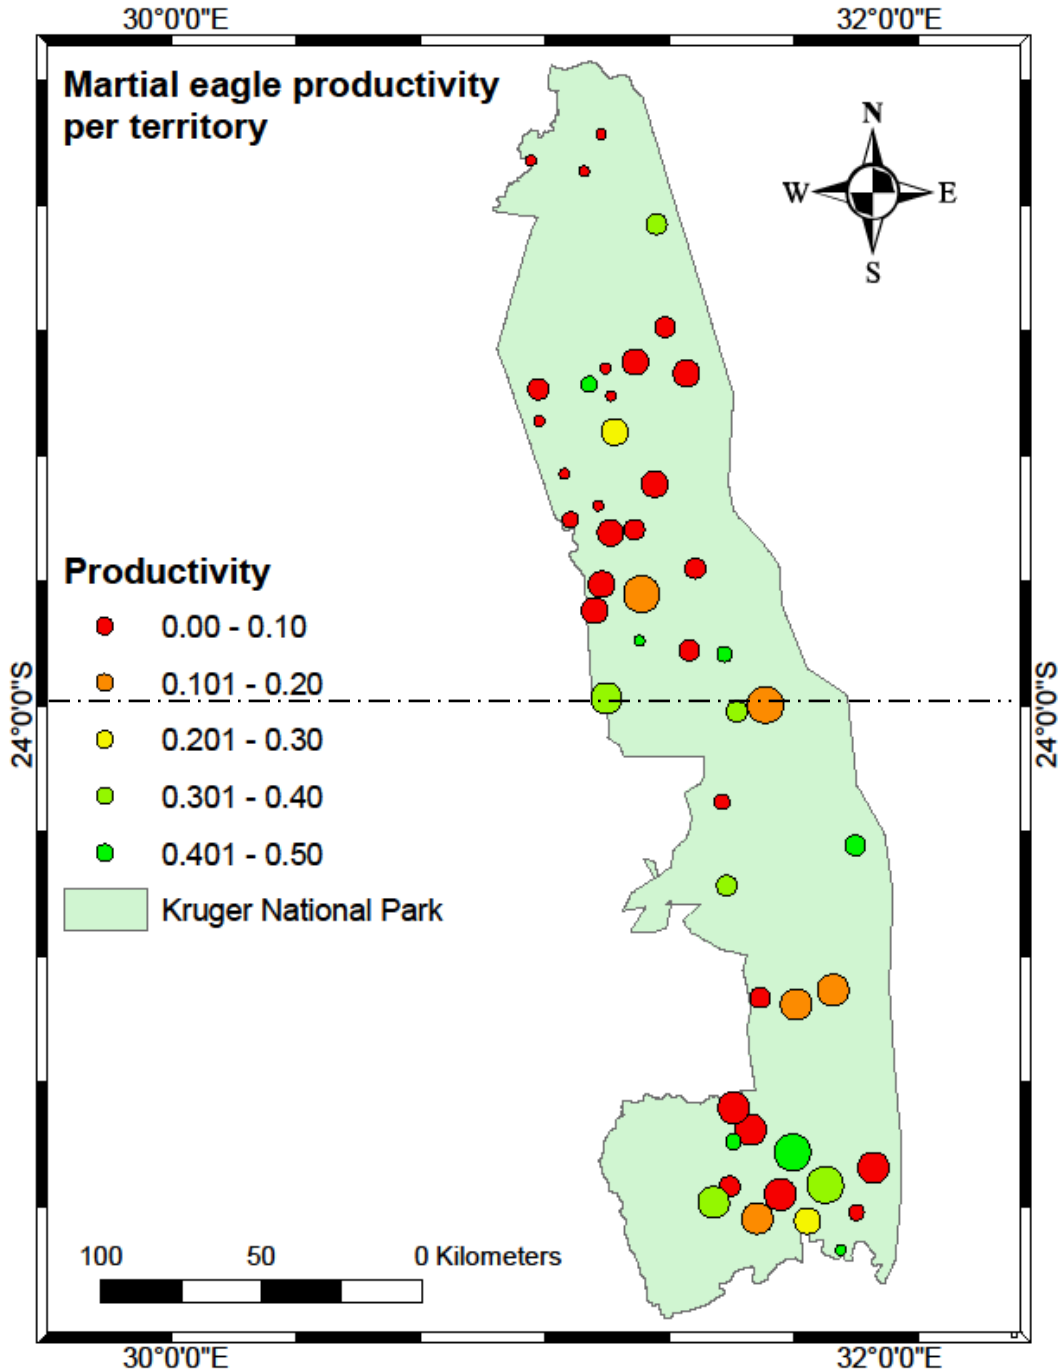 30°0'0"E 32°0'0"E
Martial eagle productivity
per territory
N
W E
S
Productivity
0.00 - 0.10
0.101 - 0.20
0.201 - 0.30
0.301 - 0.40
0.401 - 0.50
Kruger National Park
24°0'0"S 24°0'0"S
100 50 0 Kilometers
30°0'0"E 32°0'0"E